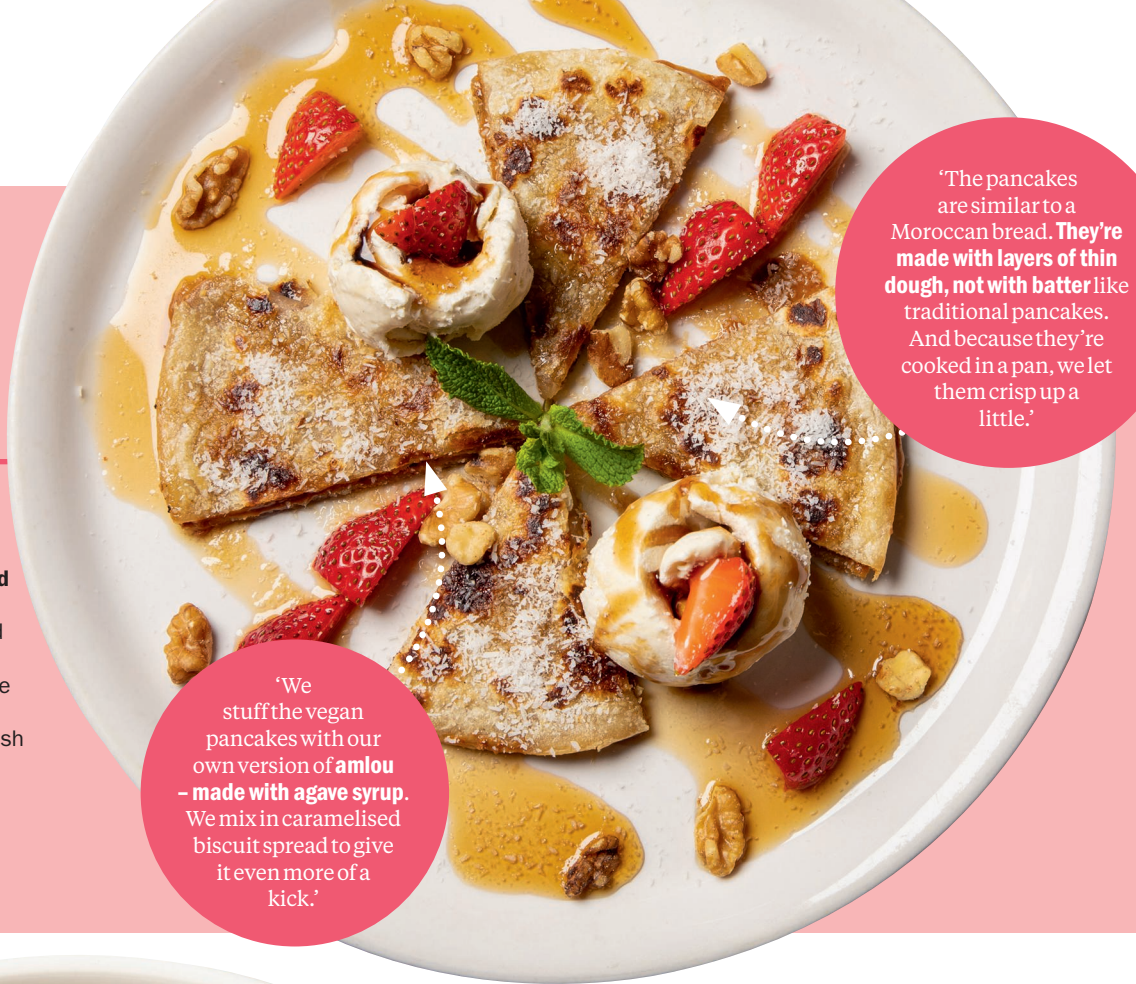 ‘The pancakes
are similar to a
Moroccan bread. They’re
made with layers of thin
dough, not with batter like
traditional pancakes.
And because they’re
cooked in a pan, we let
them crisp up a
little.’
‘We
stuff the vegan
pancakes with our
own version of amlou
– made with agave syrup.
We mix in caramelised
biscuit spread to give
it even more of a
kick.’